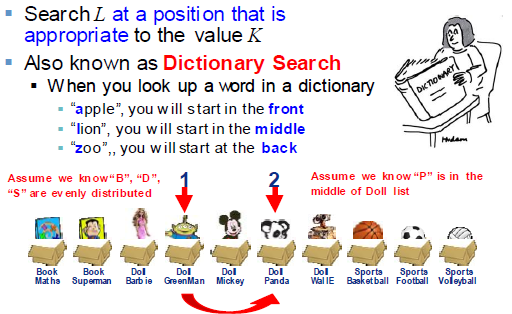 Search L at a position that is
appropriate to the value K
Also known as Dictionary Search
When you look up a word in a dictionary
"apple", you will start in the front
"lion", you will start in the middle
"zoo",, you will start at the back
DICTIONARY
Assume we know "B", "D",
"S" are evenly distributed
1
2
Assume we know "P" is in the
middle of Doll list
Book Maths
Book Superman
Doll Barbie
Doll GreenMan
Doll Mickey
Doll Panda
Doll WallE
Sports Basketball
Sports Football
Sports Volleyball